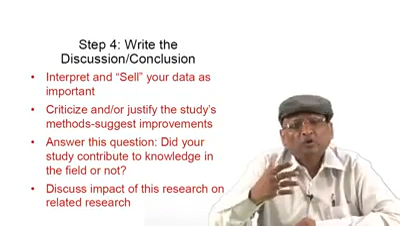 Step 4: Write the
Discussion/Conclusion
• Interpret and “Sell” your data as
important
• Criticize and/or justify the study’s
methods-suggest improvements
• Answer this question: Did your
study contribute to knowledge in
the field or not?
• Discuss impact of this research on
related research